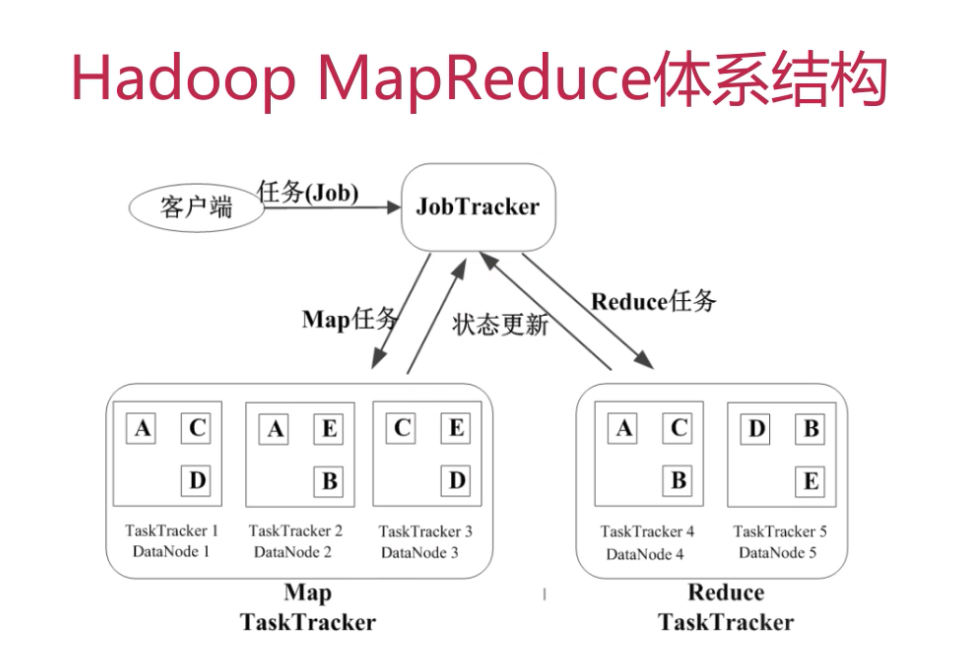 Hadoop MapReduce体系结构
任务(Job)
客户端
JobTracker
Map任务
状态更新
Reduce任务
A C
D
TaskTracker 1
DataNode 1
A E
B
TaskTracker 2
DataNode 2
C E
D
TaskTracker 3
DataNode 3
Map
TaskTracker
A C
B
TaskTracker 4
DataNode 4
D B
E
TaskTracker 5
DataNode 5
Reduce
TaskTracker